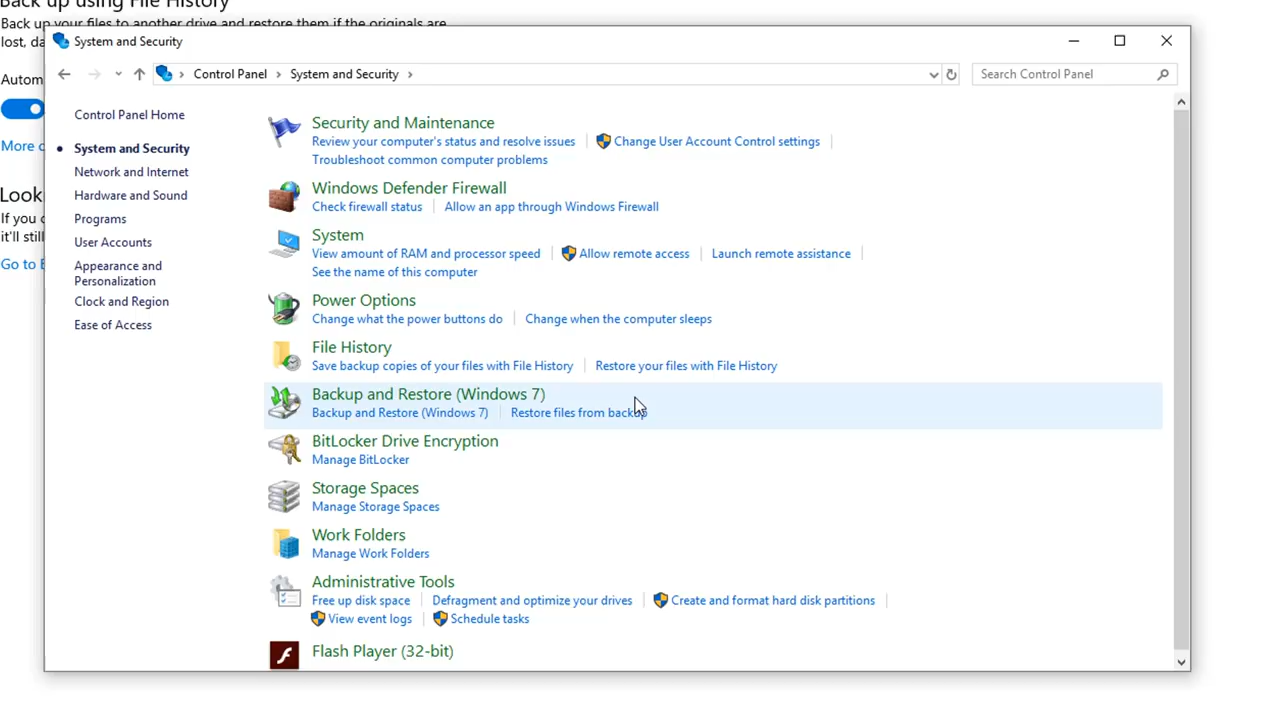 Back up using File History
Back up your files to another drive and restore them if the originals are
lost, da
Autom
More o
Look
If you c
it'll still
Go to B
System and Security
Control Panel > System and Security >
Search Control Panel
Control Panel Home
System and Security
Network and Internet
Hardware and Sound
Programs
User Accounts
Appearance and
Personalization
Clock and Region
Ease of Access
Security and Maintenance
Review your computer's status and resolve issues
Change User Account Control settings
Troubleshoot common computer problems
Windows Defender Firewall
Check firewall status
Allow an app through Windows Firewall
System
View amount of RAM and processor speed
Allow remote access
Launch remote assistance
See the name of this computer
Power Options
Change what the power buttons do
Change when the computer sleeps
File History
Save backup copies of your files with File History
Restore your files with File History
Backup and Restore (Windows 7)
Backup and Restore (Windows 7)
Restore files from backup
BitLocker Drive Encryption
Manage BitLocker
Storage Spaces
Manage Storage Spaces
Work Folders
Manage Work Folders
Administrative Tools
Free up disk space
Defragment and optimize your drives
Create and format hard disk partitions
View event logs
Schedule tasks
Flash Player (32-bit)